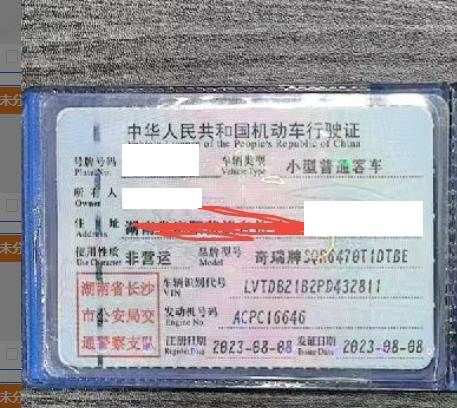 未分
中华人民共和国机动车行驶证
of the People's Republic of China
号牌号码 车辆类型 小型普通客车
Plate No. Vehicle Type
所有人
Owner
住址
Address
使用性质 非营运 品牌型号 奇瑞牌SQR6470T1DTBE
Use Character Model
湖南省长沙 车辆识别代号 LVTDB21B2PD432811
VIN
市公安局交 发动机号码 ACPC16646
Engine No.
通警察支队 注册日期 2023-08-08 发证日期 2023-08-08
Register Date Issue Date
未分
未分